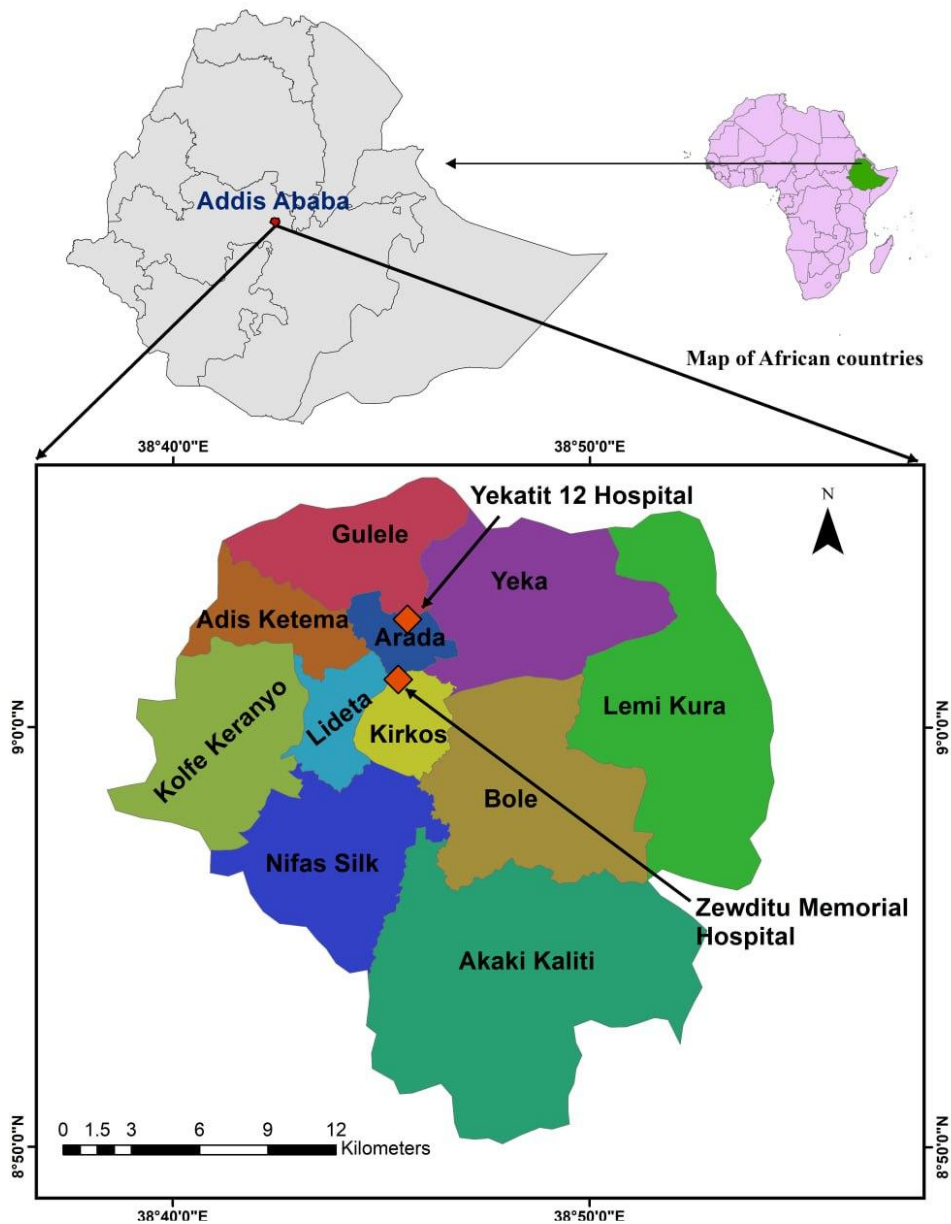 Addis Ababa
Map of African countries
38°40'0"E
38°50'0"E
Yekatit 12 Hospital
N
Gulele
Yeka
Adis Ketema
Arada
Lemi Kura
Lideta
Kirkos
Kolfe Keranyo
9°0'0"N
9°0'0"N
Bole
Nifas Silk
Zewditu Memorial
Hospital
Akaki Kaliti
0 1.5 3 6 9 12
Kilometers
8°50'0"N
8°50'0"N
38°40'0"E
38°50'0"E